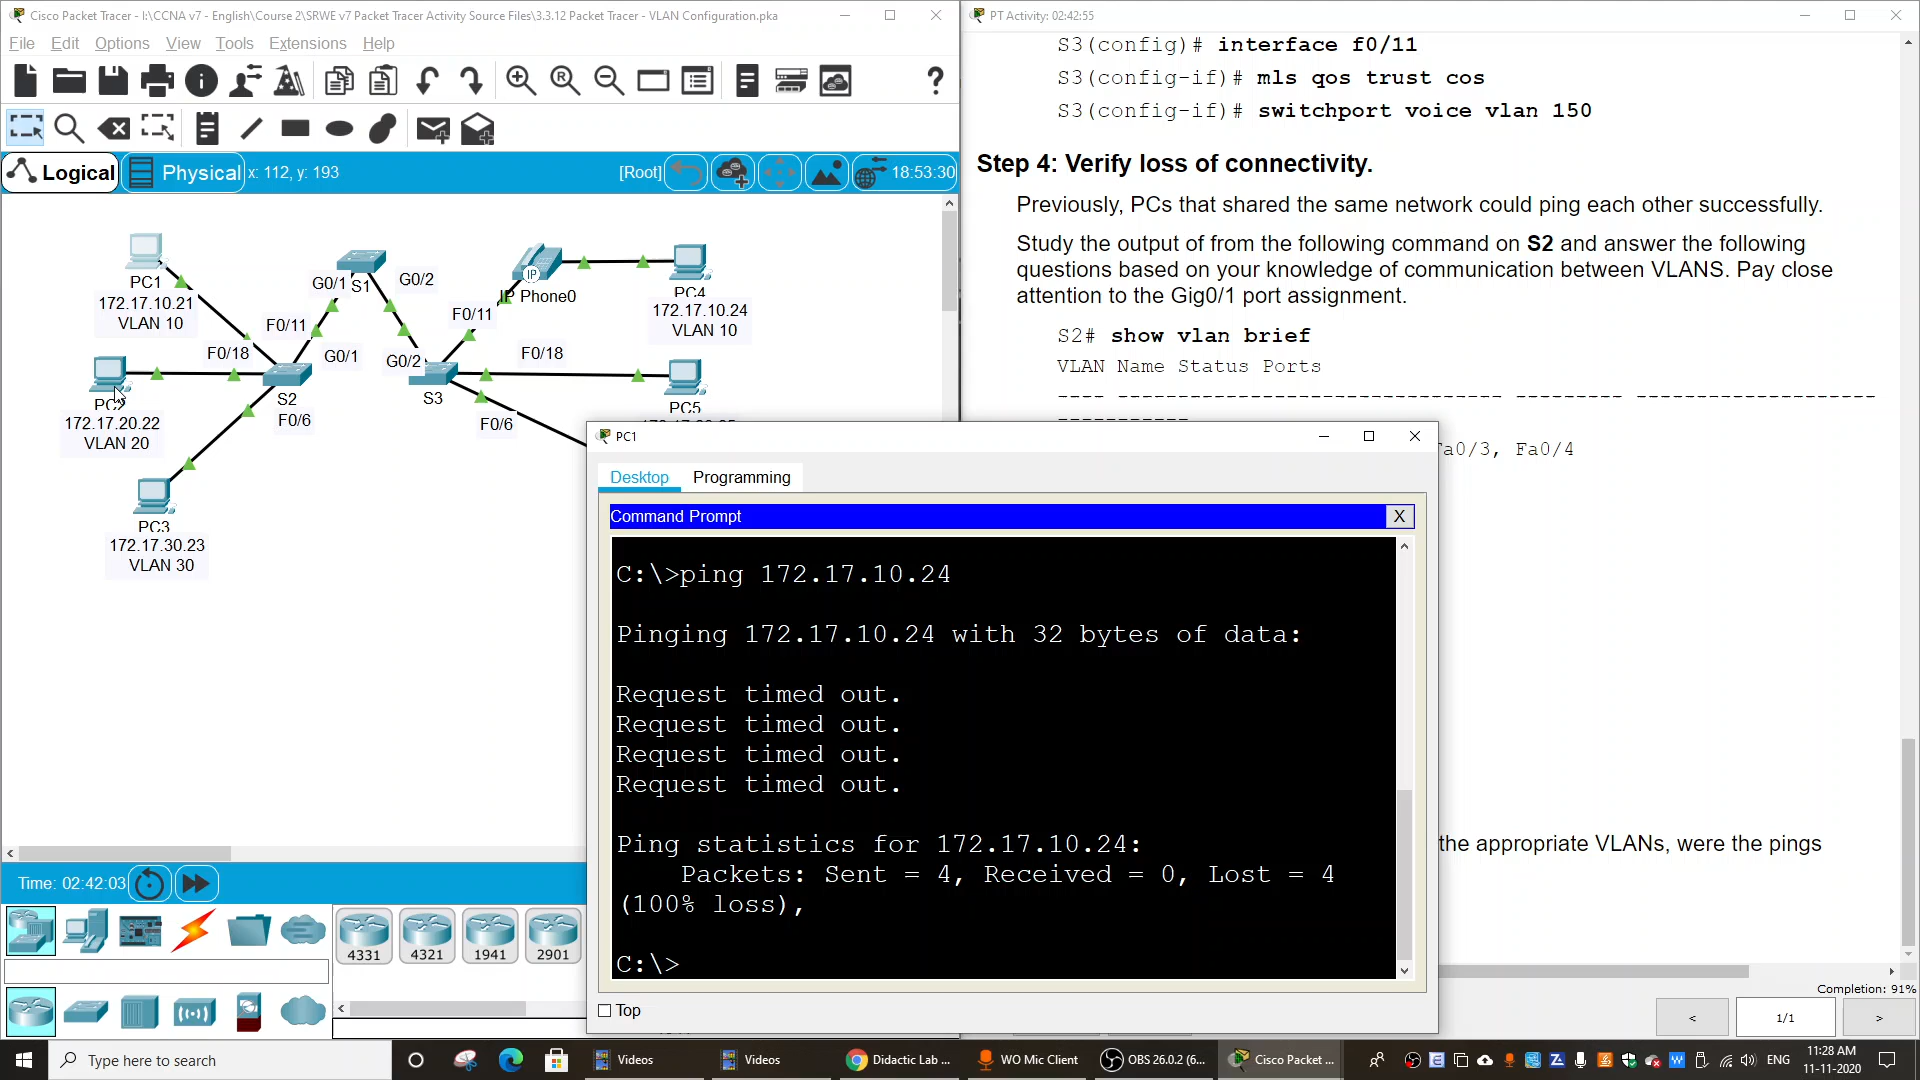 Cisco Packet Tracer - I:\CCNA v7 - English\Course 2\SRWE v7 Packet Tracer Activity Source Files\3.3.12 Packet Tracer - VLAN Configuration.pka
File Edit Options View Tools Extensions Help
Logical
Physical
x: 112, y: 193
[Root]
18:53:30
PC1
172.17.10.21
VLAN 10
G0/1
S1
G0/2
IP
IP Phone0
PC4
172.17.10.24
VLAN 10
F0/11
F0/11
F0/18
G0/1
G0/2
F0/18
PC2
172.17.20.22
VLAN 20
S2
F0/6
S3
F0/6
PC5
PC3
172.17.30.23
VLAN 30
Time: 02:42:03
4331
4321
1941
2901
PT Activity: 02:42:55
S3(config)# interface f0/11
S3(config-if)# mls qos trust cos
S3(config-if)# switchport voice vlan 150
Step 4: Verify loss of connectivity.
Previously, PCs that shared the same network could ping each other successfully.
Study the output of from the following command on S2 and answer the following
questions based on your knowledge of communication between VLANS. Pay close
attention to the Gig0/1 port assignment.
S2# show vlan brief
VLAN Name Status Ports
---- -------------------------------- --------- --------------------
-----------
Fa0/3, Fa0/4
the appropriate VLANs, were the pings
Completion: 91%
<
1/1
>
PC1
Desktop Programming
Command Prompt
X
C:\>ping 172.17.10.24
Pinging 172.17.10.24 with 32 bytes of data:
Request timed out.
Request timed out.
Request timed out.
Request timed out.
Ping statistics for 172.17.10.24:
Packets: Sent = 4, Received = 0, Lost = 4
(100% loss),
C:\>
Top
Type here to search
Videos
Videos
Didactic Lab ...
WO Mic Client
OBS 26.0.2 (6...
Cisco Packet ...
ENG
11:28 AM
11-11-2020